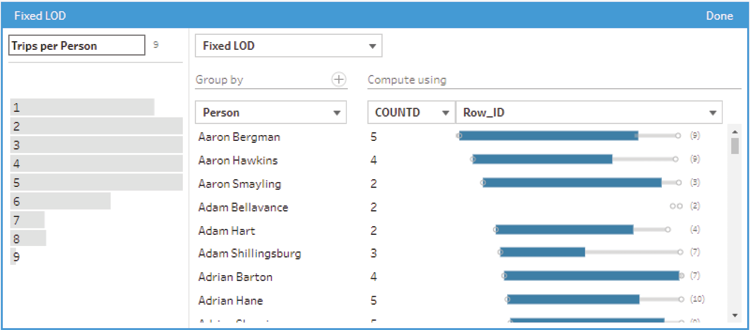 Fixed LOD Done
Trips per Person 9
Fixed LOD
Group by Compute using
Person COUNTD Row_ID
1
2
3
4
5
6
7
8
9
Aaron Bergman 5 (9)
Aaron Hawkins 4 (9)
Aaron Smayling 2 (3)
Adam Bellavance 2 (2)
Adam Hart 2 (4)
Adam Shillingsburg 3 (7)
Adrian Barton 4 (7)
Adrian Hane 5 (10)